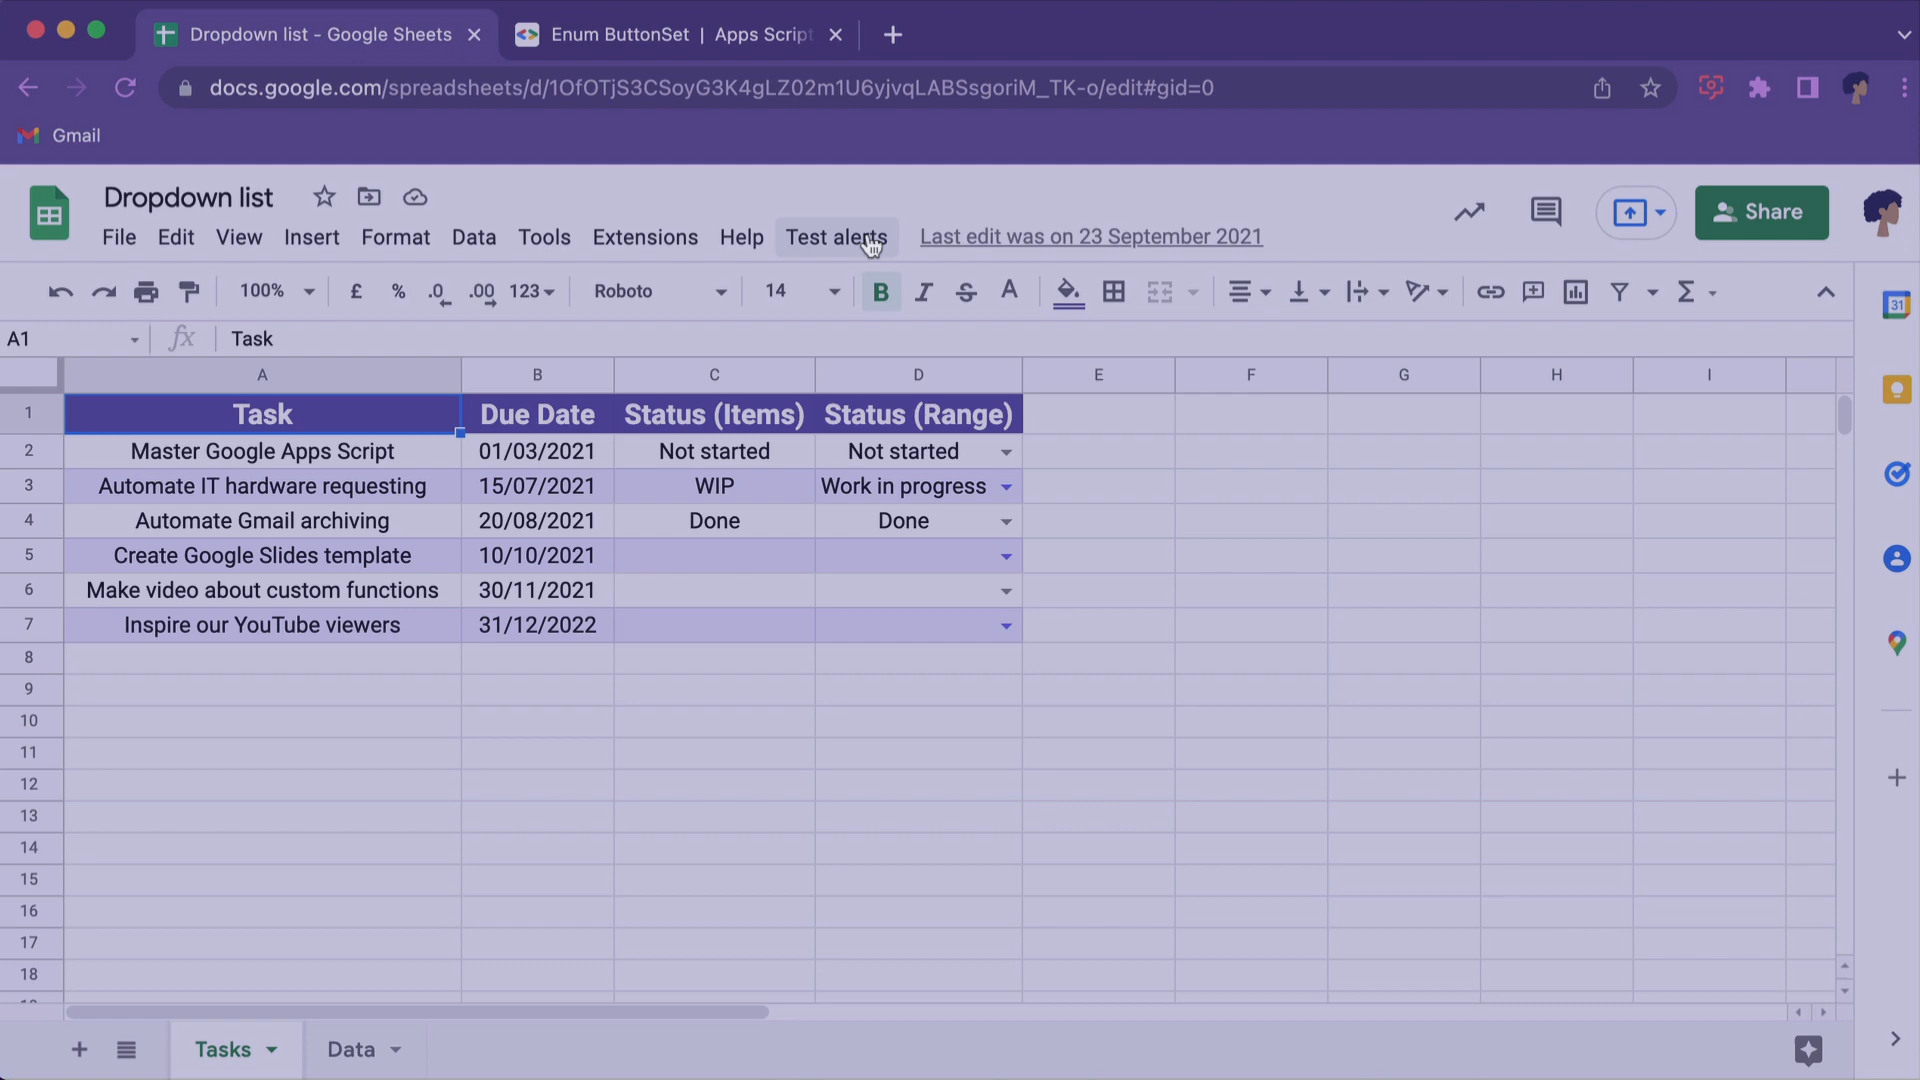 Dropdown list - Google Sheets
Enum ButtonSet | Apps Script
docs.google.com/spreadsheets/d/1OfOTjS3CSoyG3K4gLZ02m1U6yjvqLABSsgoriM_TK-o/edit#gid=0
Gmail
Dropdown list
Share
File Edit View Insert Format Data Tools Extensions Help Test alerts Last edit was on 23 September 2021
100% £ % .0 .00 123 Roboto 14 B I S A
A1 fx Task
A B C D E F G H I
1 Task Due Date Status (Items) Status (Range)
2 Master Google Apps Script 01/03/2021 Not started Not started
3 Automate IT hardware requesting 15/07/2021 WIP Work in progress
4 Automate Gmail archiving 20/08/2021 Done Done
5 Create Google Slides template 10/10/2021
6 Make video about custom functions 30/11/2021
7 Inspire our YouTube viewers 31/12/2022
8
9
10
11
12
13
14
15
16
17
18
Tasks Data
31